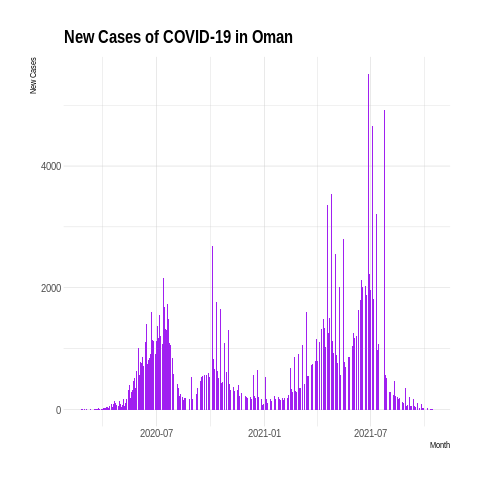 New Cases of COVID-19 in Oman
New Cases
4000
2000
0
2020-07 2021-01 2021-07
Month